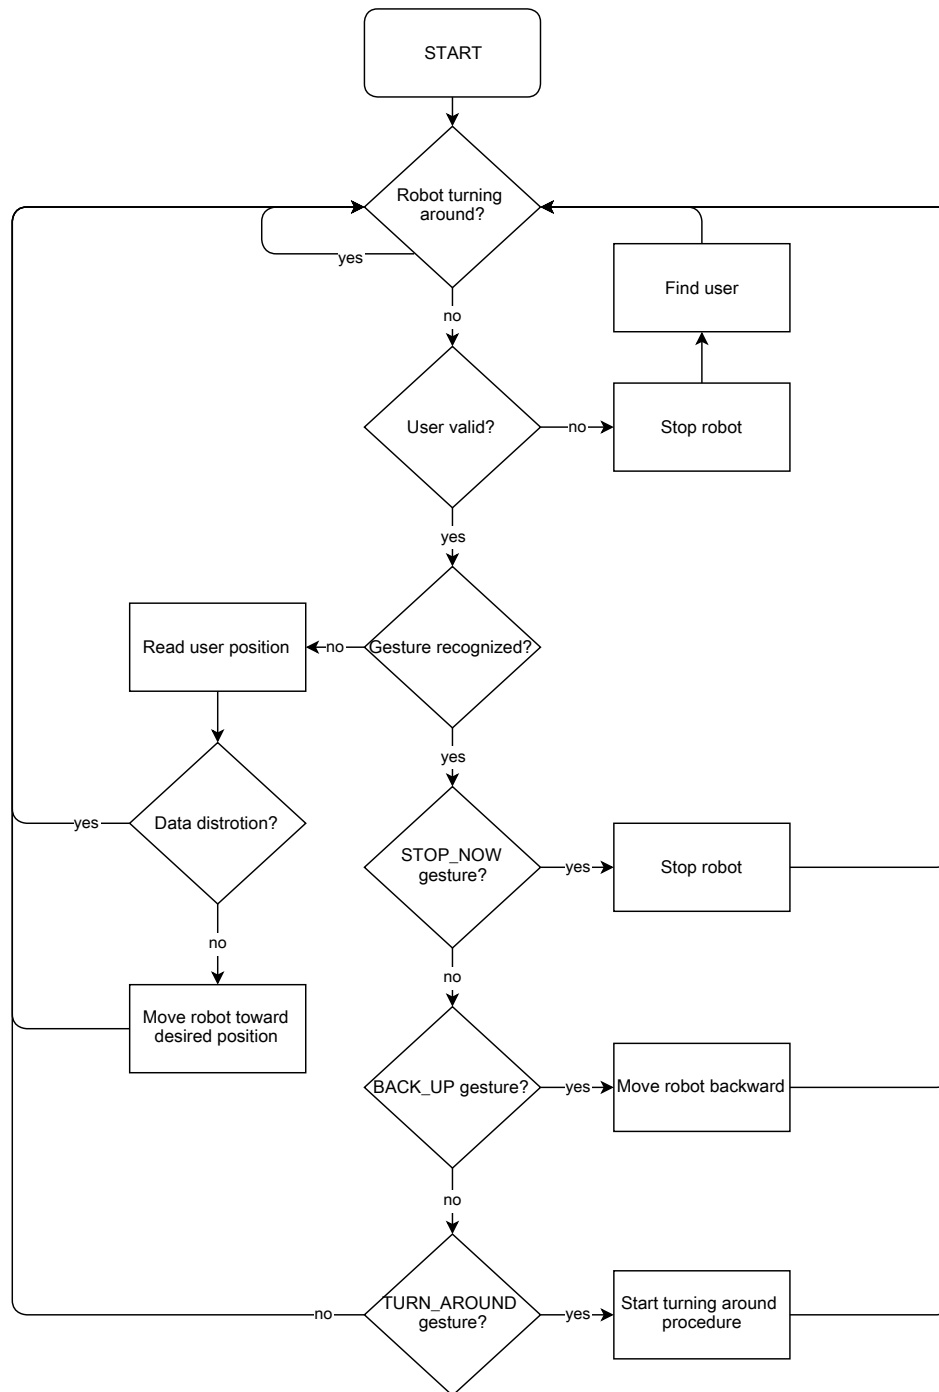 START
Robot turning
around?
yes
Find user
no
User valid?
no
Stop robot
yes
Read user position
no
Gesture recognized?
yes
yes
Data distrotion?
STOP_NOW
gesture?
yes
Stop robot
no
no
Move robot toward
desired position
BACK_UP gesture?
yes
Move robot backward
no
no
TURN_AROUND
gesture?
yes
Start turning around
procedure